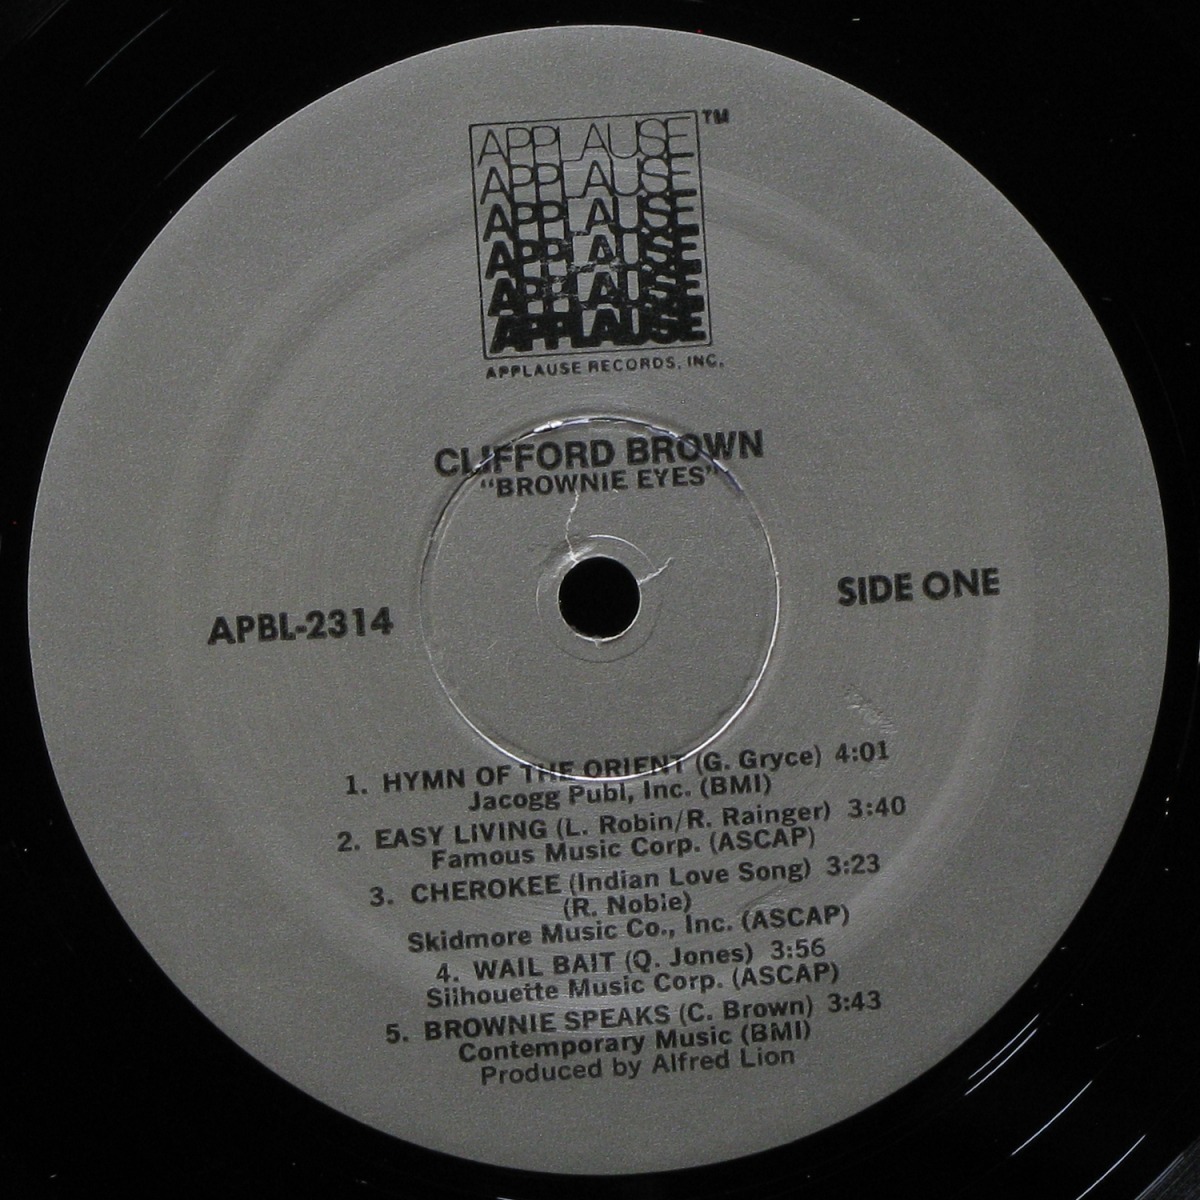 APPLAUSE TM
APPLAUSE
APPLAUSE
APPLAUSE
APPLAUSE
APPLAUSE
APPLAUSE RECORDS, INC.
CLIFFORD BROWN
"BROWNIE EYES"
SIDE ONE
APBL-2314
1. HYMN OF THE ORIENT (G. Gryce) 4:01
Jacogg Publ, Inc. (BMI)
2. EASY LIVING (L. Robin/R. Rainger) 3:40
Famous Music Corp. (ASCAP)
3. CHEROKEE (Indian Love Song) 3:23
(R. Noble)
Skidmore Music Co., Inc. (ASCAP)
4. WAIL BAIT (Q. Jones) 3:56
Silhouette Music Corp. (ASCAP)
5. BROWNIE SPEAKS (C. Brown) 3:43
Contemporary Music (BMI)
Produced by Alfred Lion